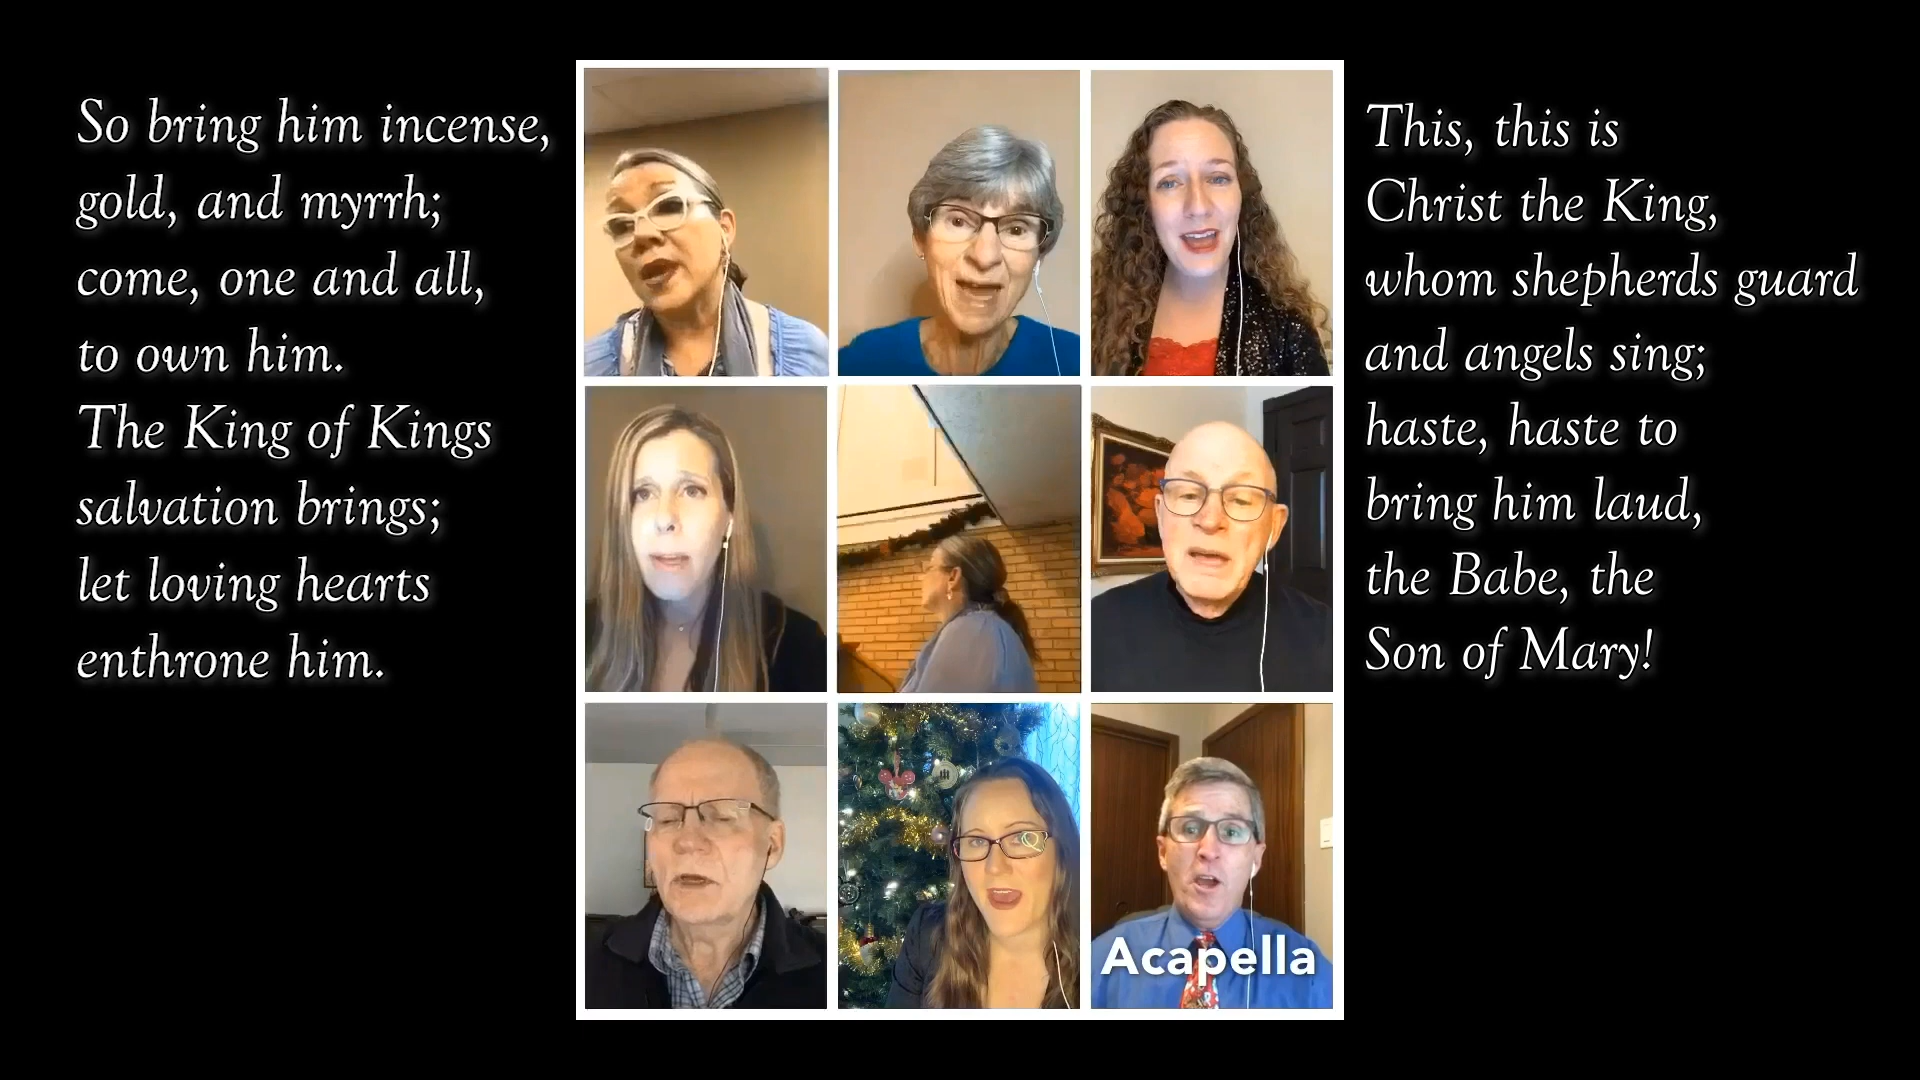 So bring him incense,
gold, and myrrh;
come, one and all,
to own him.
The King of Kings
salvation brings;
let loving hearts
enthrone him.
This, this is
Christ the King,
whom shepherds guard
and angels sing;
haste, haste to
bring him laud,
the Babe, the
Son of Mary!
Acapella